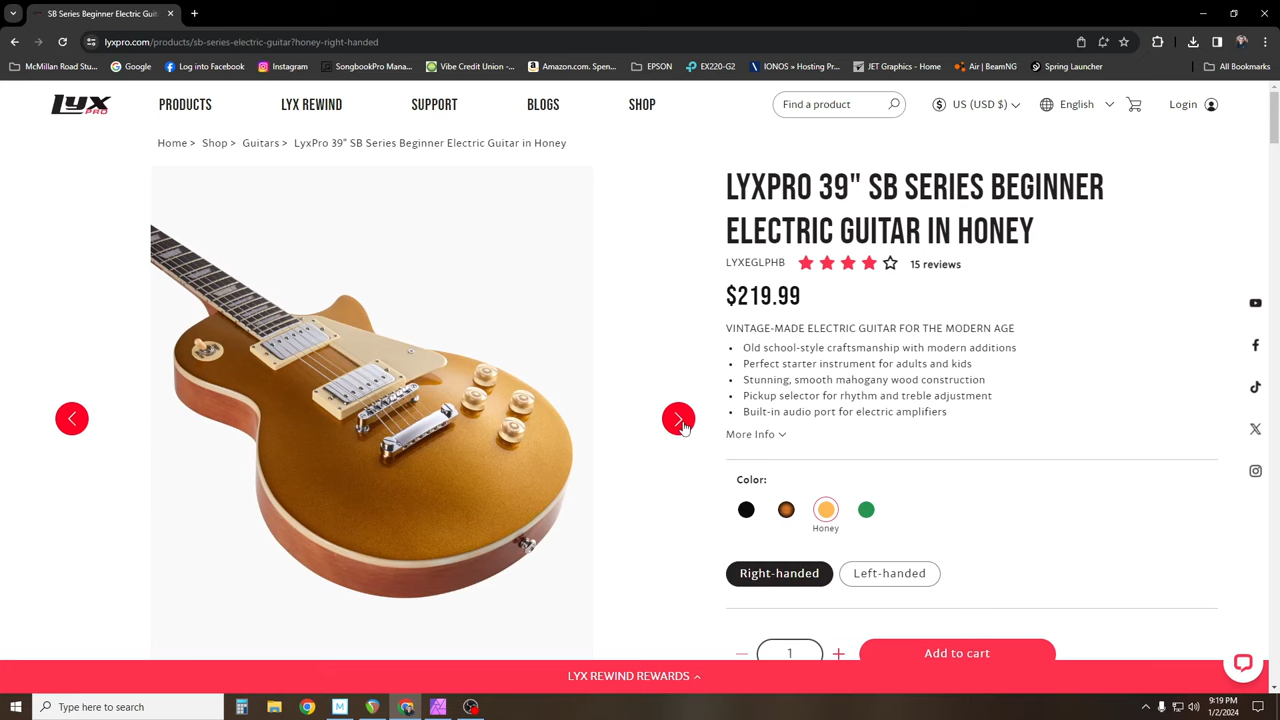 SB Series Beginner Electric Gui
lyxpro.com/products/sb-series-electric-guitar?honey-right-handed
McMillan Road Stu...
Google
Log into Facebook
Instagram
SongbookPro Mana...
Vibe Credit Union -...
Amazon.com. Spen...
EPSON
EX220-G2
IONOS » Hosting Pr...
JET Graphics - Home
Air | BeamNG
Spring Launcher
All Bookmarks
LYX
PRO
PRODUCTS
LYX REWIND
SUPPORT
BLOGS
SHOP
Find a product
US (USD $)
English
Login
Home > Shop > Guitars > LyxPro 39" SB Series Beginner Electric Guitar in Honey
LYXPRO 39" SB SERIES BEGINNER
ELECTRIC GUITAR IN HONEY
LYXEGLPHB
15 reviews
$219.99
VINTAGE-MADE ELECTRIC GUITAR FOR THE MODERN AGE
• Old school-style craftsmanship with modern additions
• Perfect starter instrument for adults and kids
• Stunning, smooth mahogany wood construction
• Pickup selector for rhythm and treble adjustment
• Built-in audio port for electric amplifiers
More Info
Color:
Honey
Right-handed
Left-handed
1
Add to cart
LYX REWIND REWARDS
Type here to search
9:19 PM
1/2/2024